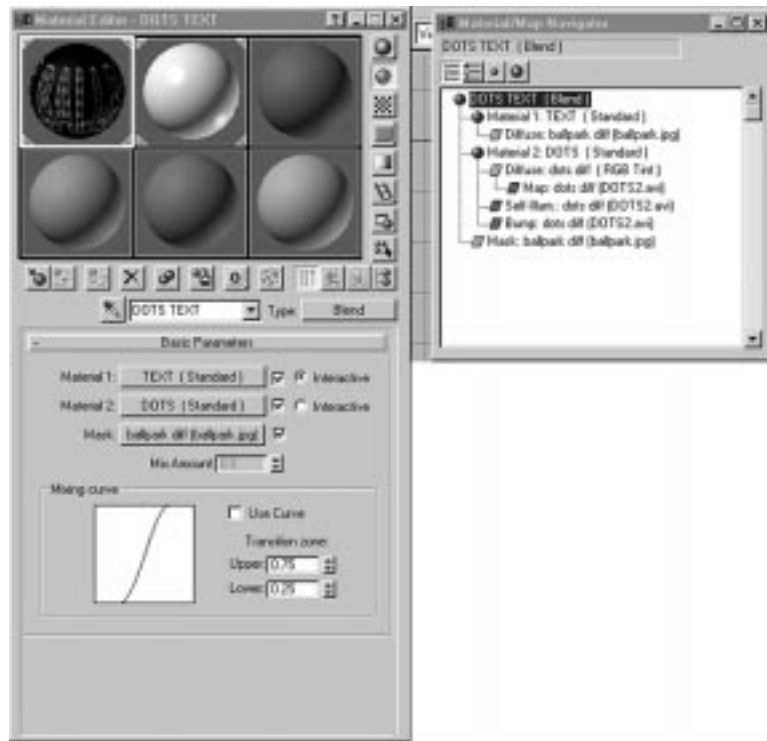 Material Editor - DOTS TEXT
DOTS TEXT
Type:
Blend
Basic Parameters
Material 1:
TEXT ( Standard )
Interactive
Material 2:
DOTS ( Standard )
Interactive
Mask:
ballpark diff (ballpark.jpg)
Mix Amount:
Mixing curve
Use Curve
Transition zone:
Upper: 0.75
Lower: 0.25
Material/Map Navigator
DOTS TEXT ( Blend )
DOTS TEXT ( Blend )
Material 1: TEXT ( Standard )
Diffuse: ballpark diff (ballpark.jpg)
Material 2: DOTS ( Standard )
Diffuse: dots diff ( RGB Tint )
Map: dots diff (DOTS2.avi)
Self-Illum.: dots diff (DOTS2.avi)
Bump: dots diff (DOTS2.avi)
Mask: ballpark diff (ballpark.jpg)